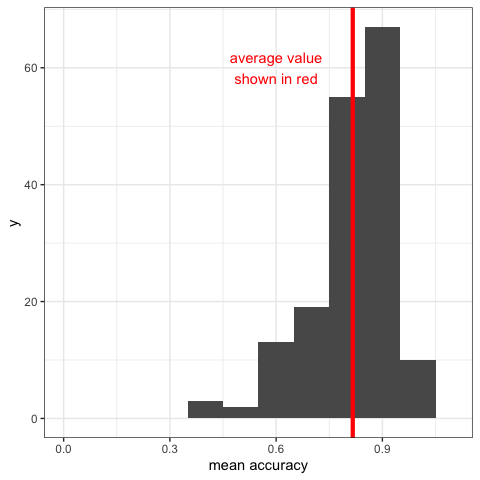 average value
shown in red
60
40
20
0
y
0.0 0.3 0.6 0.9
mean accuracy